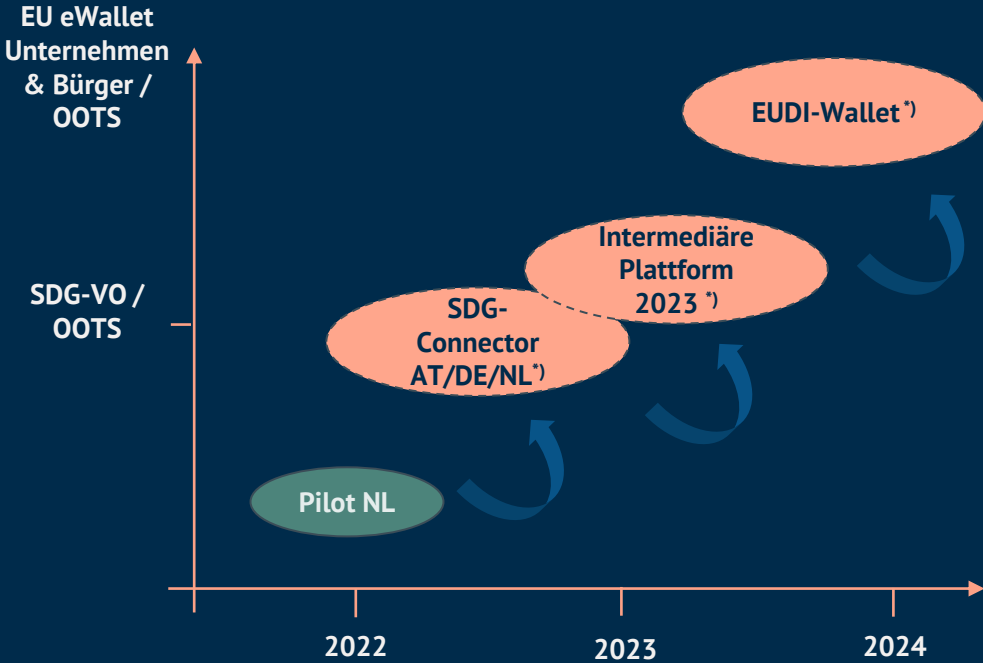 EU eWallet
Unternehmen
& Bürger /
OOTS
EUDI-Wallet *)
Intermediäre
Plattform
2023 *)
SDG-VO /
OOTS
SDG-
Connector
AT/DE/NL*)
Pilot NL
2022
2023
2024